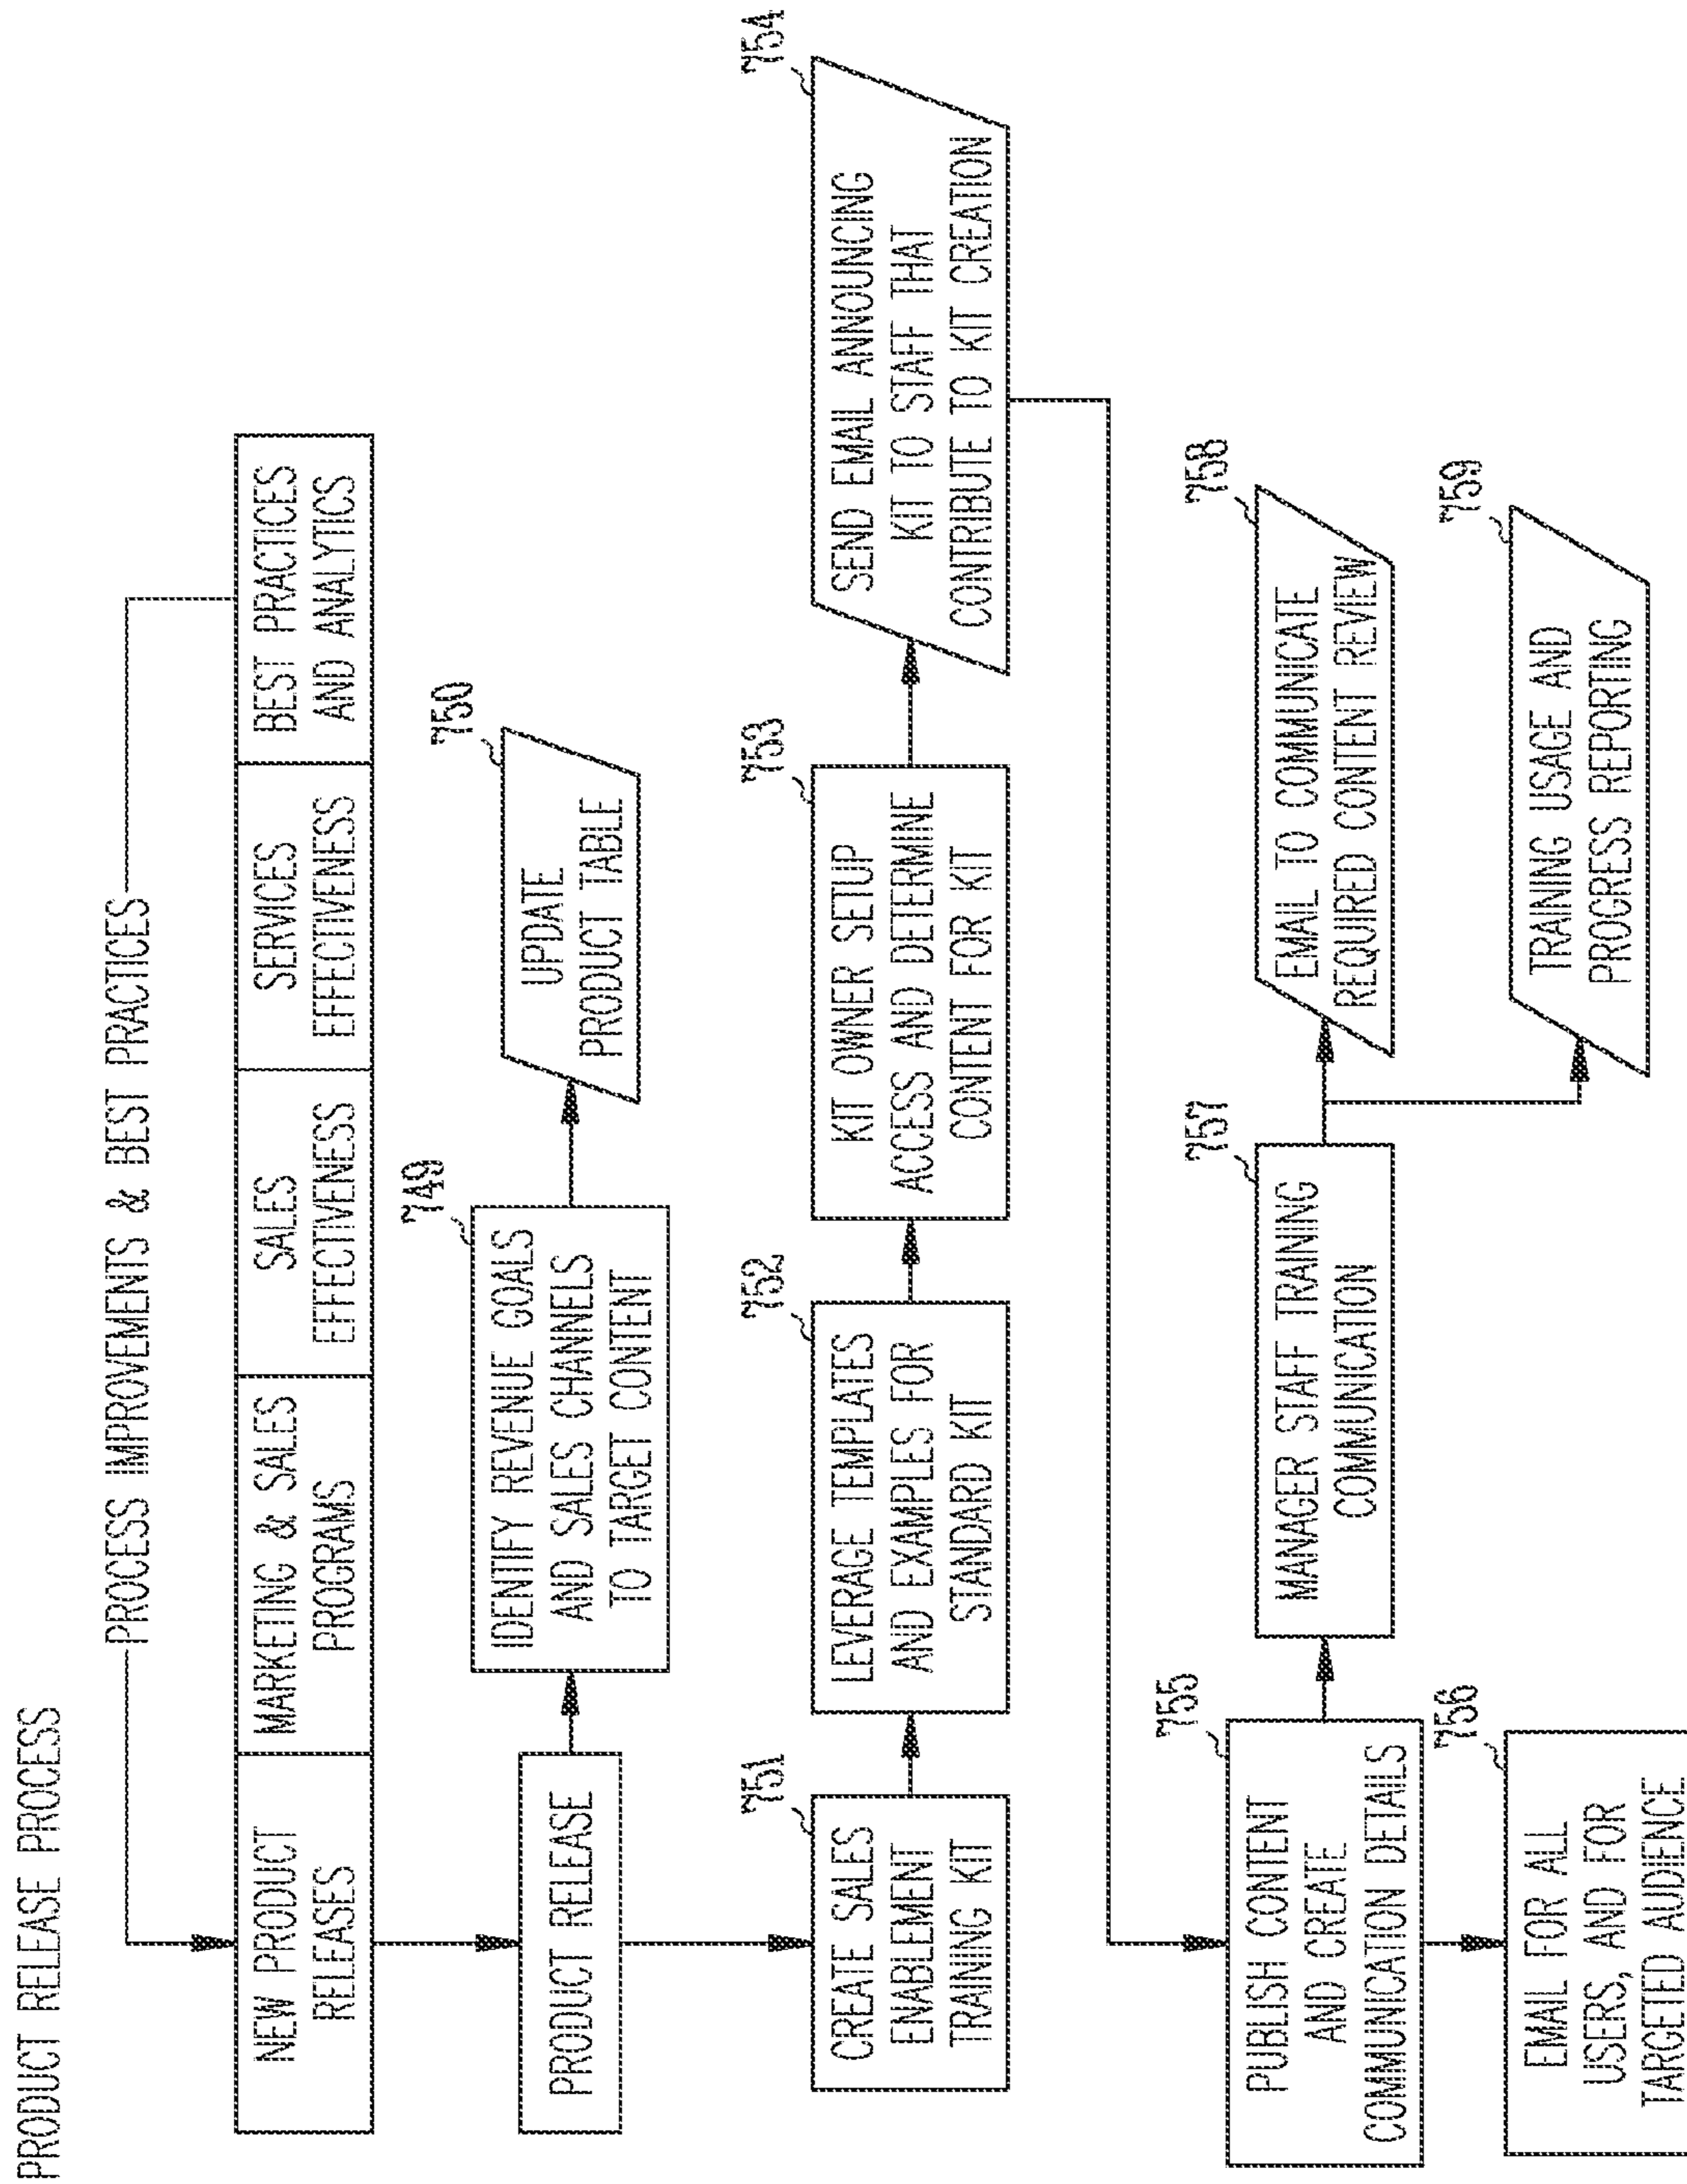 PRODUCT RELEASE PROCESS
PROCESS IMPROVEMENTS & BEST PRACTICES
NEW PRODUCT
RELEASES
MARKETING & SALES
PROGRAMS
SALES
EFFECTIVENESS
SERVICES
EFFECTIVENESS
BEST PRACTICES
AND ANALYTICS
PRODUCT RELEASE
749
IDENTIFY REVENUE GOALS
AND SALES CHANNELS
TO TARGET CONTENT
750
UPDATE
PRODUCT TABLE
751
CREATE SALES
ENABLEMENT
TRAINING KIT
752
LEVERAGE TEMPLATES
AND EXAMPLES FOR
STANDARD KIT
753
KIT OWNER SETUP
ACCESS AND DETERMINE
CONTENT FOR KIT
754
SEND EMAIL ANNOUNCING
KIT TO STAFF THAT
CONTRIBUTE TO KIT CREATION
755
PUBLISH CONTENT
AND CREATE
COMMUNICATION DETAILS
756
EMAIL FOR ALL
USERS, AND FOR
TARGETED AUDIENCE
757
MANAGER STAFF TRAINING
COMMUNICATION
758
EMAIL TO COMMUNICATE
REQUIRED CONTENT REVIEW
759
TRAINING USAGE AND
PROGRESS REPORTING